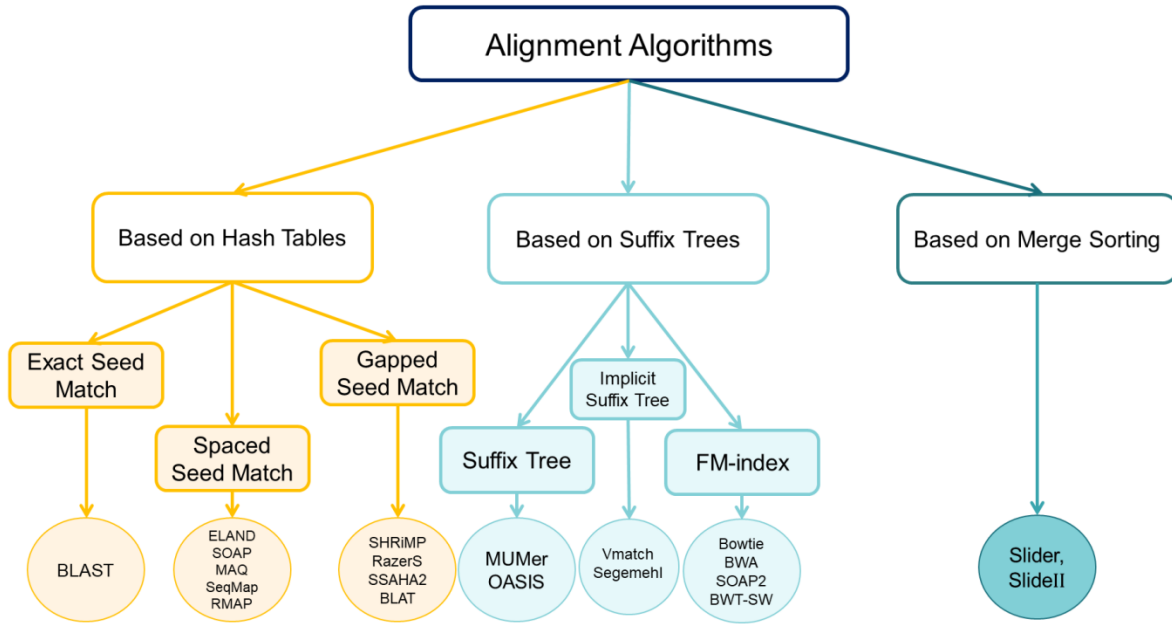 Alignment Algorithms
Based on Hash Tables
Based on Suffix Trees
Based on Merge Sorting
Exact Seed
Match
Gapped
Seed Match
Implicit
Suffix Tree
Spaced
Seed Match
Suffix Tree
FM-index
BLAST
ELAND
SOAP
MAQ
SeqMap
RMAP
SHRiMP
RazerS
SSAHA2
BLAT
MUMer
OASIS
Vmatch
Segemehl
Bowtie
BWA
SOAP2
BWT-SW
Slider,
SlideII